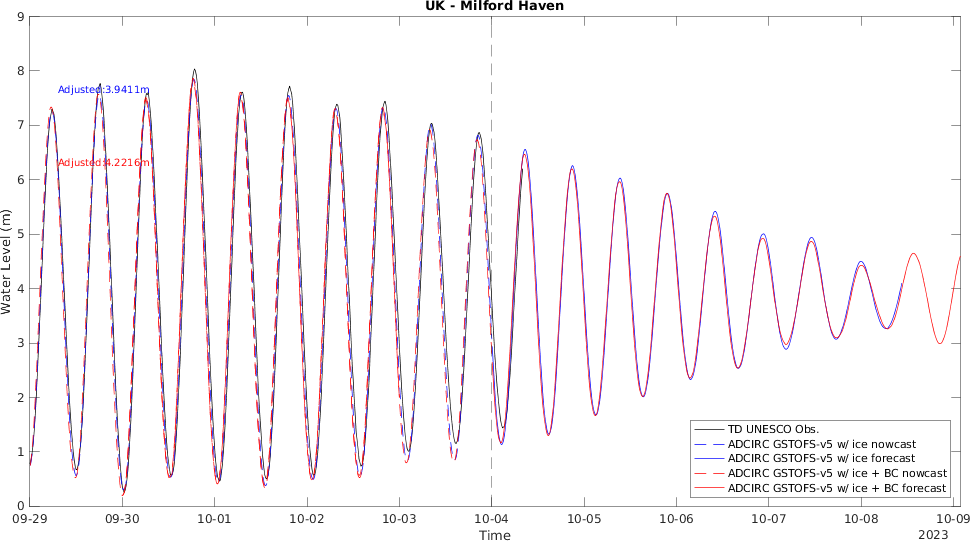 UK - Milford Haven
9
8
Adjusted:3.9411m
7
Adjusted:4.2216m
6
5
Water Level (m)
4
3
2
1
0
TD UNESCO Obs.
ADCIRC GSTOFS-v5 w/ ice nowcast
ADCIRC GSTOFS-v5 w/ ice forecast
ADCIRC GSTOFS-v5 w/ ice + BC nowcast
ADCIRC GSTOFS-v5 w/ ice + BC forecast
09-29 09-30 10-01 10-02 10-03 10-04 10-05 10-06 10-07 10-08 10-09
Time
2023